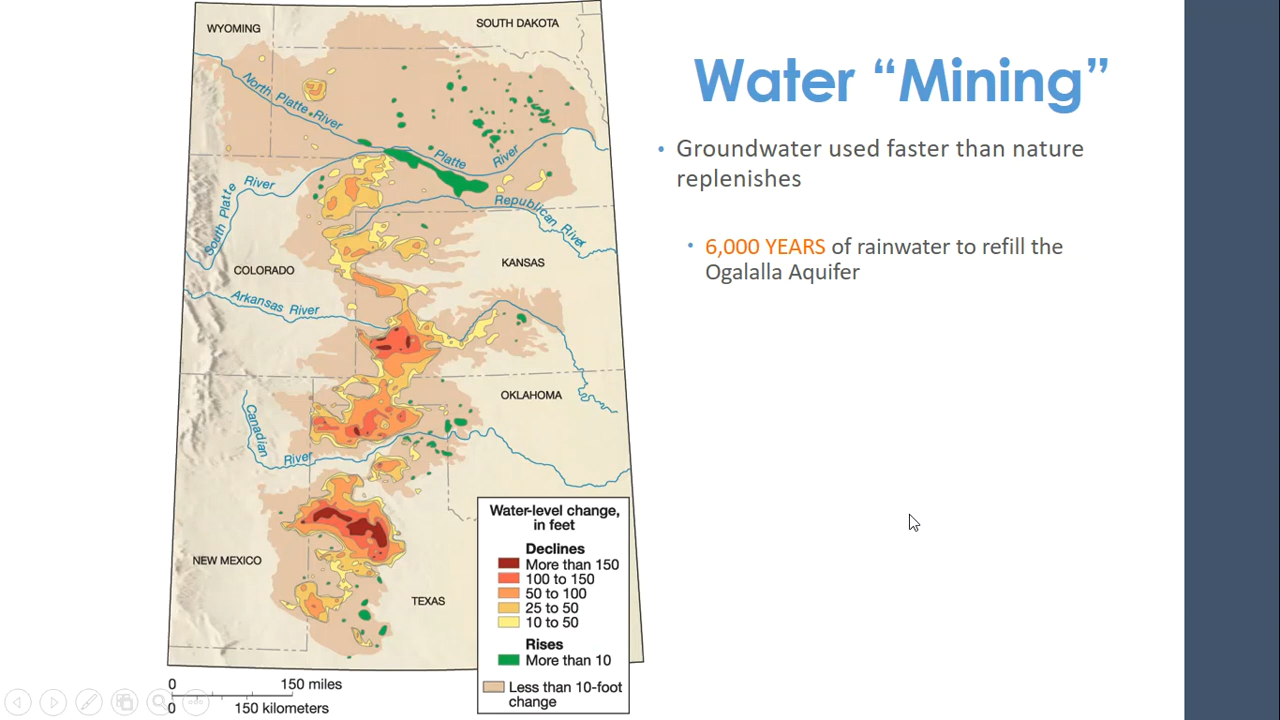 WYOMING
SOUTH DAKOTA
North Platte River
Platte River
South Platte River
Republican River
COLORADO
KANSAS
Arkansas River
OKLAHOMA
Canadian River
NEW MEXICO
TEXAS
Water-level change,
in feet
Declines
More than 150
100 to 150
50 to 100
25 to 50
10 to 50
Rises
More than 10
Less than 10-foot
change
0 150 miles
0 150 kilometers
Water “Mining”
• Groundwater used faster than nature
replenishes
• 6,000 YEARS of rainwater to refill the
Ogalalla Aquifer